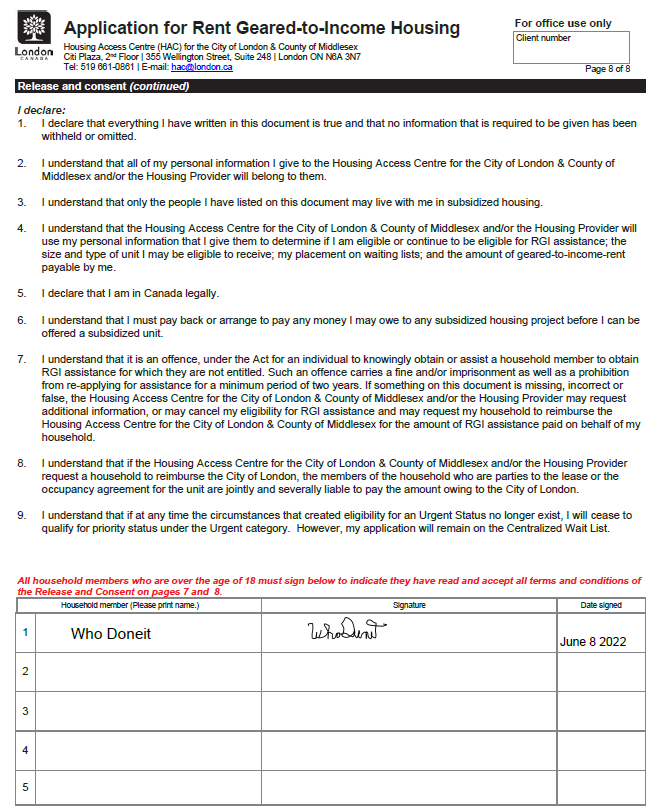 London
CANADA
Application for Rent Geared-to-Income Housing
Housing Access Centre (HAC) for the City of London & County of Middlesex
Citi Plaza, 2nd Floor | 355 Wellington Street, Suite 248 | London ON N6A 3N7
Tel: 519 661-0861 | E-mail: hac@london.ca
For office use only
Client number
Page 8 of 8
Release and consent (continued)
I declare:
1. I declare that everything I have written in this document is true and that no information that is required to be given has been
withheld or omitted.
2. I understand that all of my personal information I give to the Housing Access Centre for the City of London & County of
Middlesex and/or the Housing Provider will belong to them.
3. I understand that only the people I have listed on this document may live with me in subsidized housing.
4. I understand that the Housing Access Centre for the City of London & County of Middlesex and/or the Housing Provider will
use my personal information that I give them to determine if I am eligible or continue to be eligible for RGI assistance; the
size and type of unit I may be eligible to receive; my placement on waiting lists; and the amount of geared-to-income-rent
payable by me.
5. I declare that I am in Canada legally.
6. I understand that I must pay back or arrange to pay any money I may owe to any subsidized housing project before I can be
offered a subsidized unit.
7. I understand that it is an offence, under the Act for an individual to knowingly obtain or assist a household member to obtain
RGI assistance for which they are not entitled. Such an offence carries a fine and/or imprisonment as well as a prohibition
from re-applying for assistance for a minimum period of two years. If something on this document is missing, incorrect or
false, the Housing Access Centre for the City of London & County of Middlesex and/or the Housing Provider may request
additional information, or may cancel my eligibility for RGI assistance and may request my household to reimburse the
Housing Access Centre for the City of London & County of Middlesex for the amount of RGI assistance paid on behalf of my
household.
8. I understand that if the Housing Access Centre for the City of London & County of Middlesex and/or the Housing Provider
request a household to reimburse the City of London, the members of the household who are parties to the lease or the
occupancy agreement for the unit are jointly and severally liable to pay the amount owing to the City of London.
9. I understand that if at any time the circumstances that created eligibility for an Urgent Status no longer exist, I will cease to
qualify for priority status under the Urgent category. However, my application will remain on the Centralized Wait List.
All household members who are over the age of 18 must sign below to indicate they have read and accept all terms and conditions of
the Release and Consent on pages 7 and 8.
Household member (Please print name.) Signature Date signed
1 Who Doneit June 8 2022
2
3
4
5